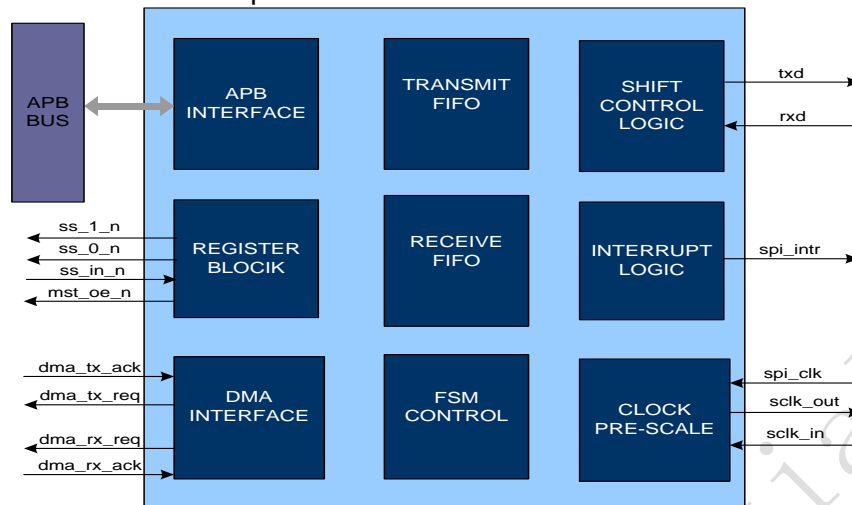 APB
BUS
APB
INTERFACE
TRANSMIT
FIFO
SHIFT
CONTROL
LOGIC
txd
rxd
ss_1_n
ss_0_n
ss_in_n
mst_oe_n
REGISTER
BLOCIK
RECEIVE
FIFO
INTERRUPT
LOGIC
spi_intr
dma_tx_ack
dma_tx_req
dma_rx_req
dma_rx_ack
DMA
INTERFACE
FSM
CONTROL
CLOCK
PRE-SCALE
spi_clk
sclk_out
sclk_in